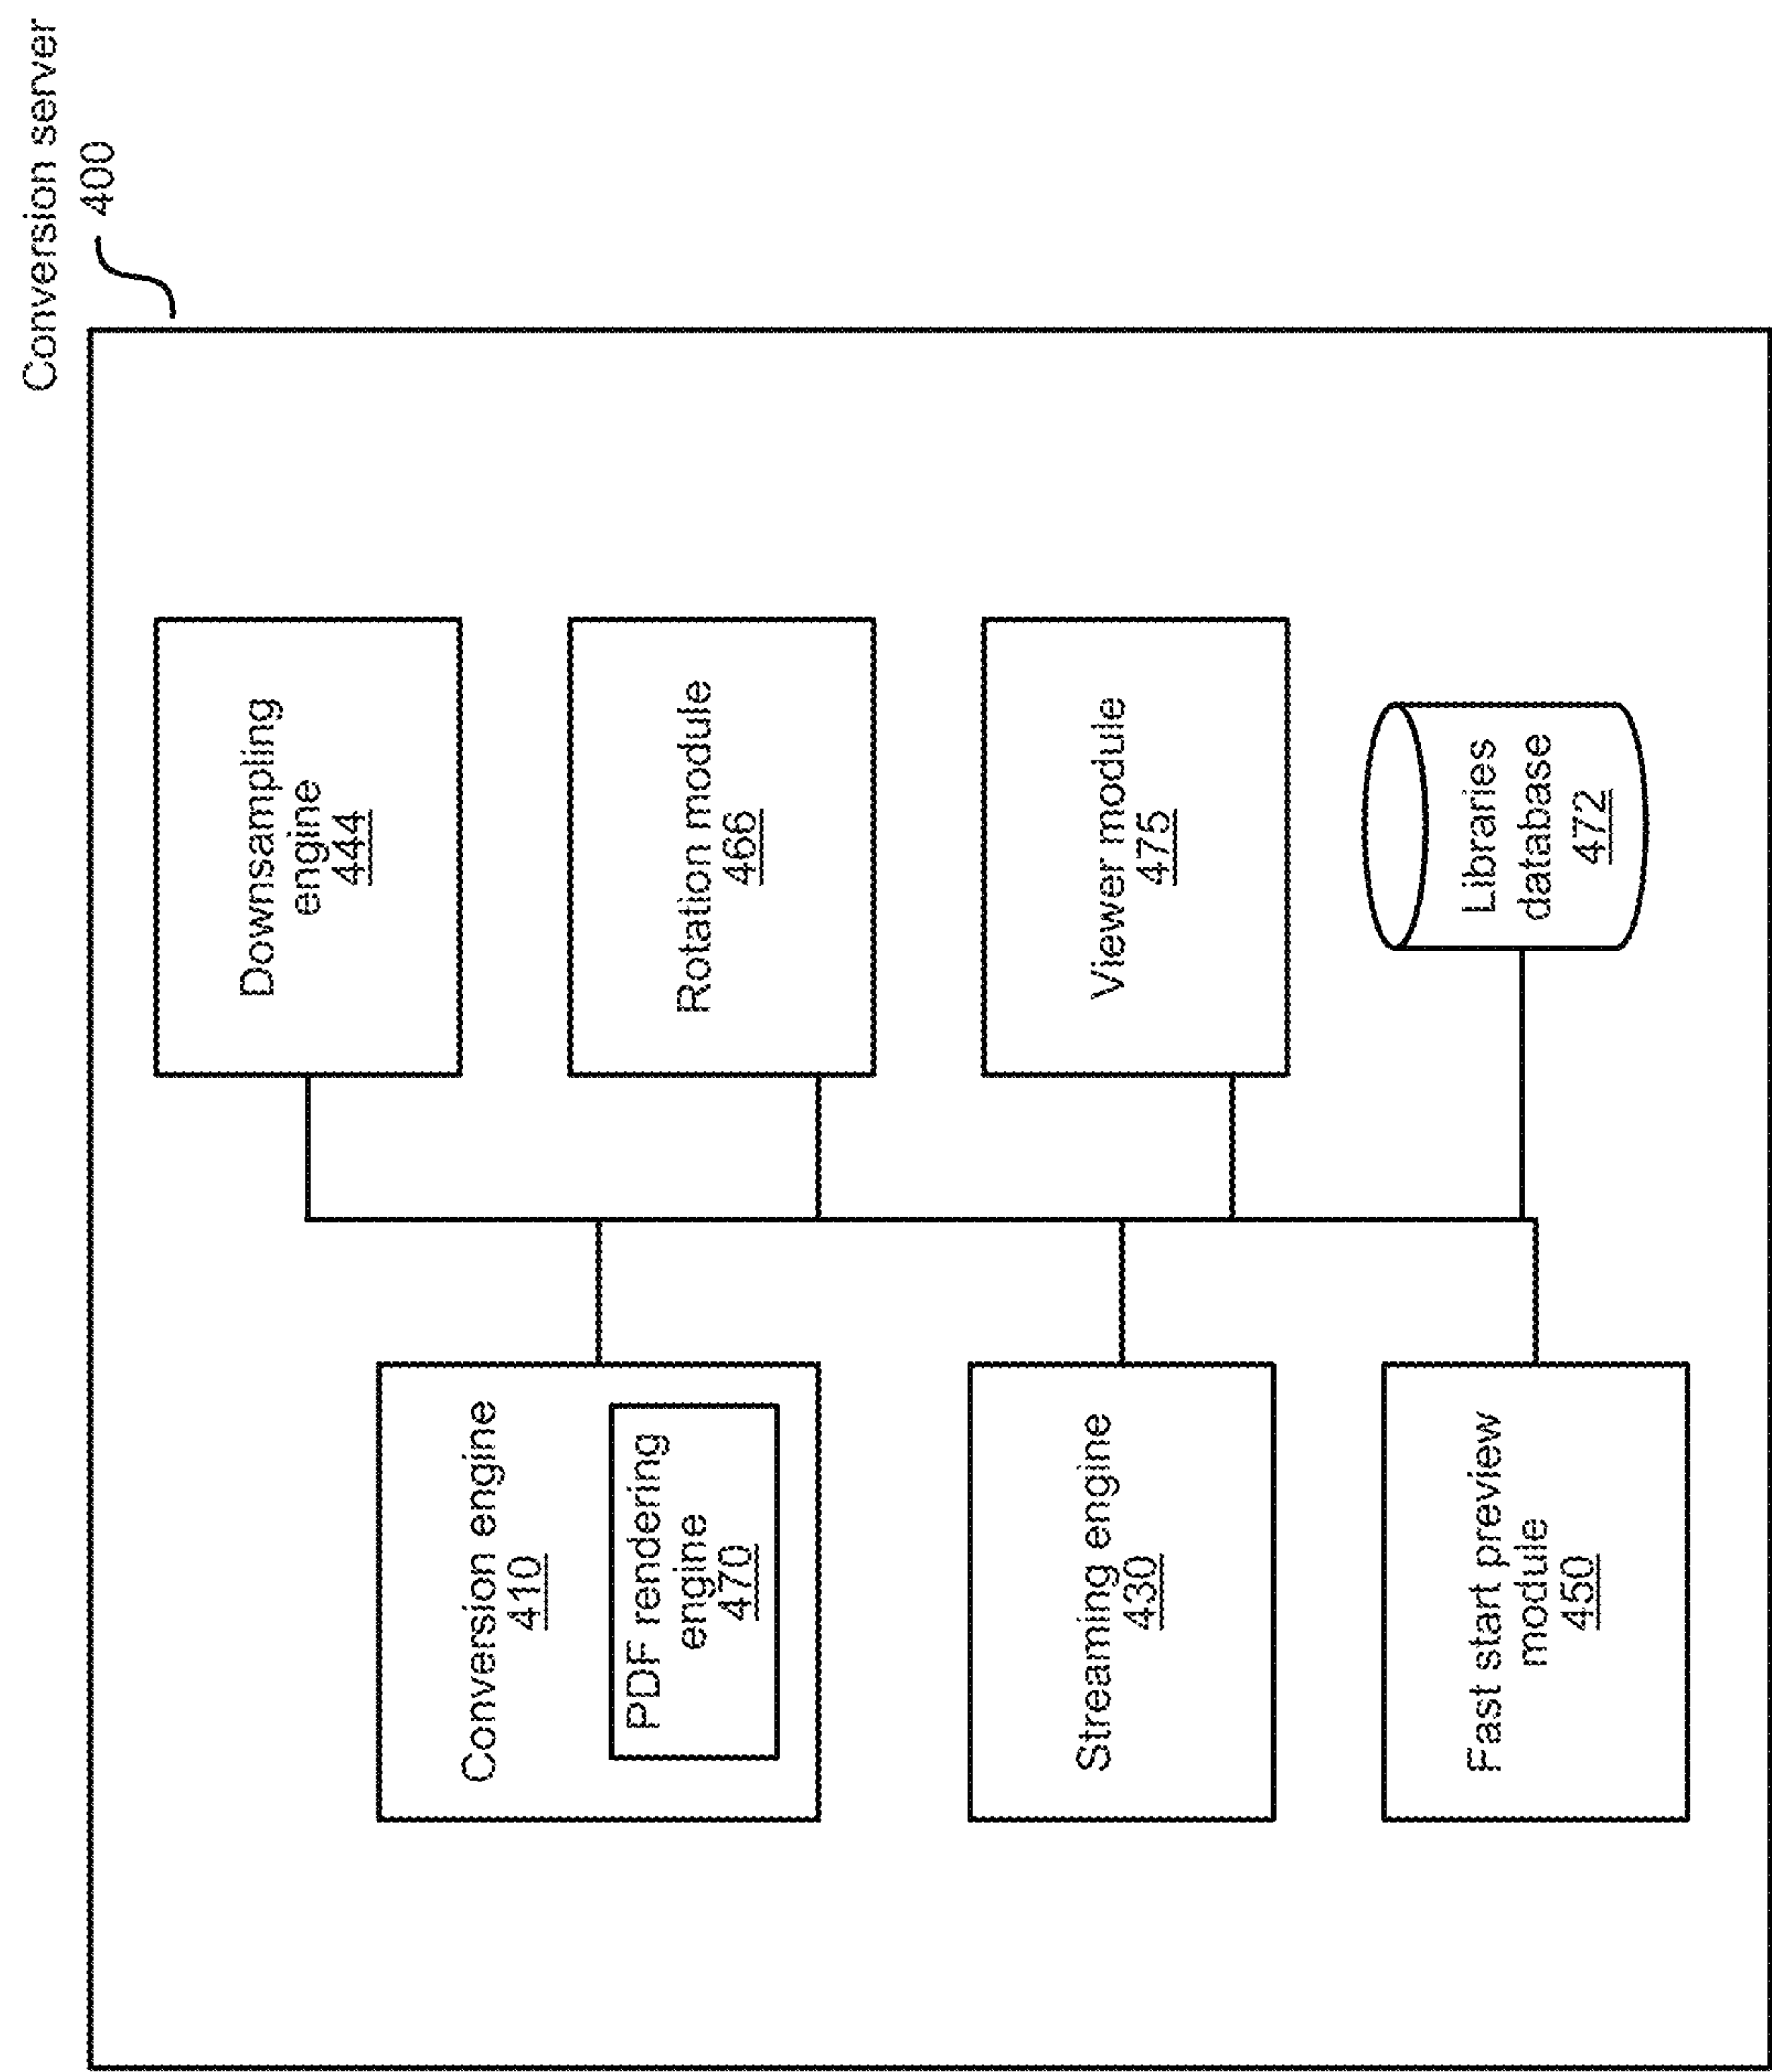 Conversion server
400
Conversion engine
410
PDF rendering
engine
470
Downsampling
engine
444
Rotation module
466
Streaming engine
430
Viewer module
475
Fast start preview
module
450
Libraries
database
472